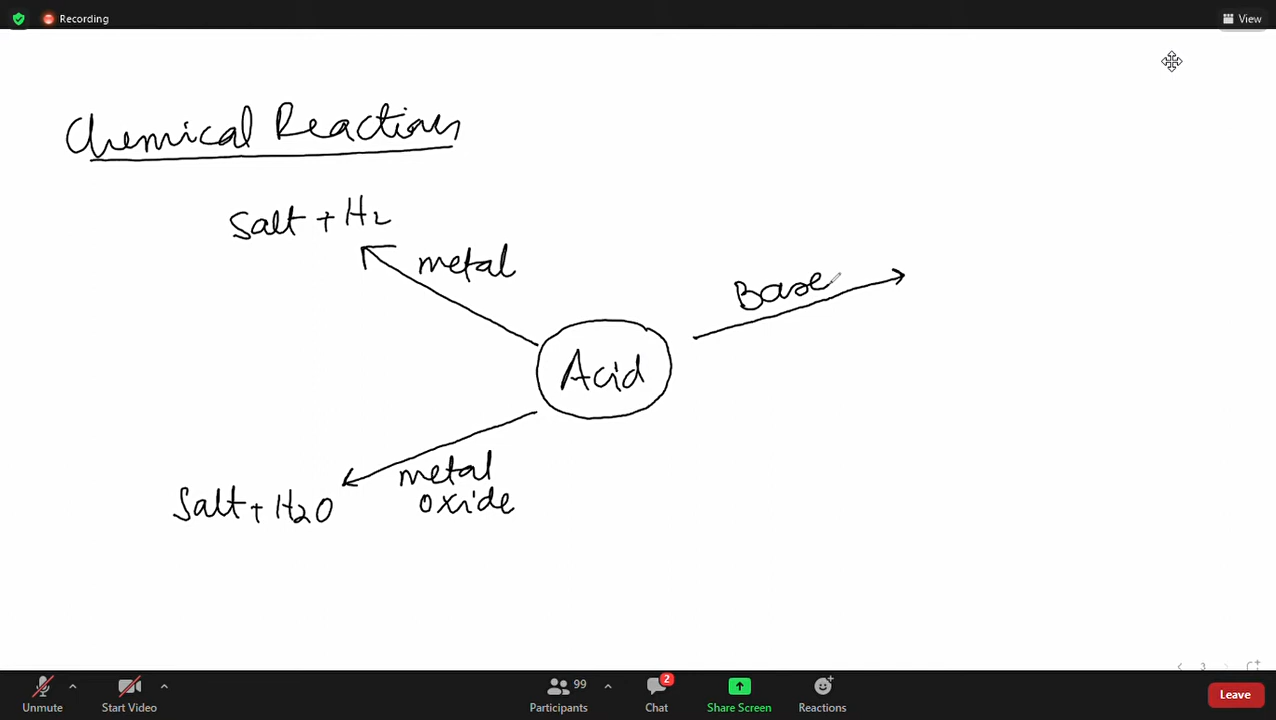 Recording
View
Chemical Reactions
Salt + H2
metal
Base
Acid
metal
oxide
Salt + H2O
3
Unmute
Start Video
99
Participants
2
Chat
Share Screen
Reactions
Leave